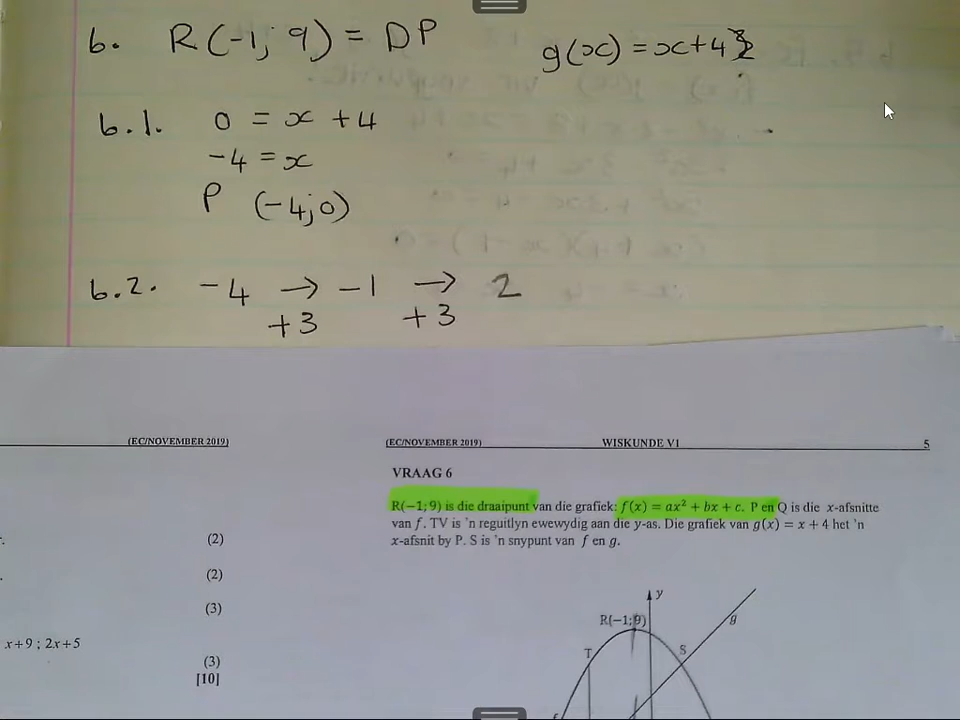 6. R(-1; 9) = DP g(x) = x+4
6.1. 0 = x + 4
-4 = x
P (-4; 0)
6.2. -4 → -1 → 2
+3 +3
(EC/NOVEMBER 2019)
(2)
(2)
(3)
x+9 ; 2x+5
(3)
[10]
(EC/NOVEMBER 2019) WISKUNDE V1 5
VRAAG 6
R(−1; 9) is die draaipunt van die grafiek: f(x) = ax² + bx + c. P en Q is die x-afsnitte
van f. TV is 'n reguitlyn ewewydig aan die y-as. Die grafiek van g(x) = x + 4 het 'n
x-afsnit by P. S is 'n snypunt van f en g.
y
R(−1;9)
g
T
S